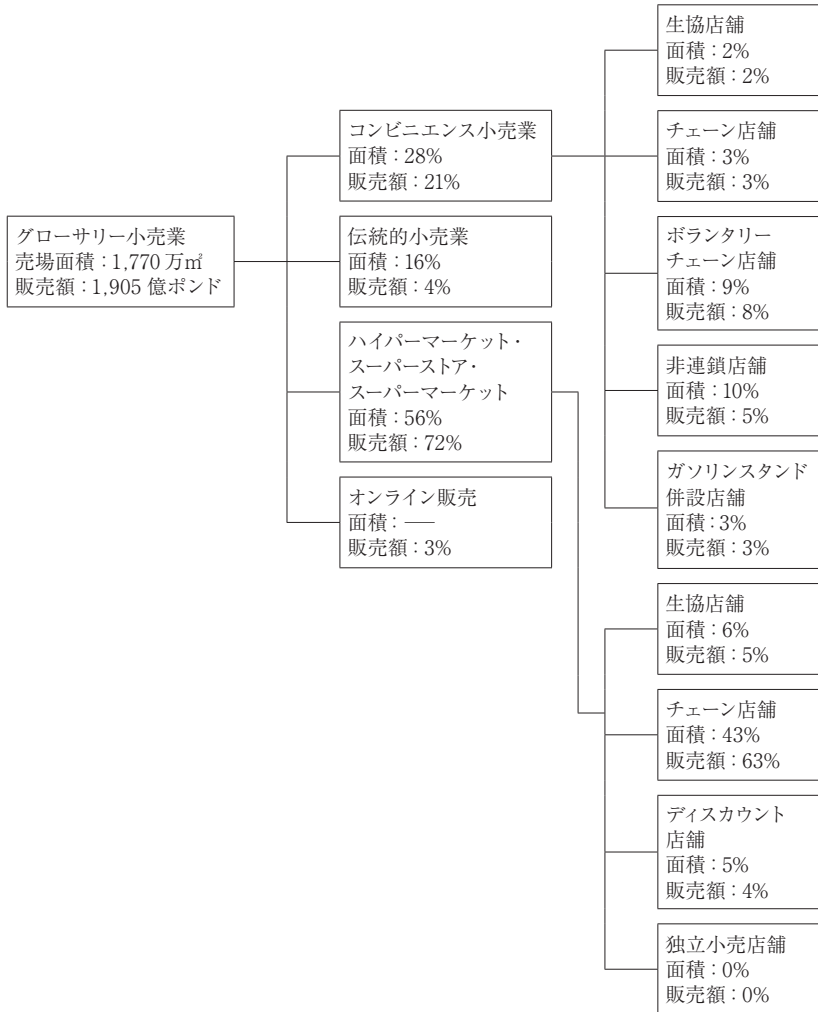 グローサリー小売業
売場面積：1,770 万㎡
販売額：1,905 億ポンド
コンビニエンス小売業
面積：28%
販売額：21%
伝統的小売業
面積：16%
販売額：4%
ハイパーマーケット・
スーパーストア・
スーパーマーケット
面積：56%
販売額：72%
オンライン販売
面積：──
販売額：3%
生協店舗
面積：2%
販売額：2%
チェーン店舗
面積：3%
販売額：3%
ボランタリー
チェーン店舗
面積：9%
販売額：8%
非連鎖店舗
面積：10%
販売額：5%
ガソリンスタンド
併設店舗
面積：3%
販売額：3%
生協店舗
面積：6%
販売額：5%
チェーン店舗
面積：43%
販売額：63%
ディスカウント
店舗
面積：5%
販売額：4%
独立小売店舗
面積：0%
販売額：0%